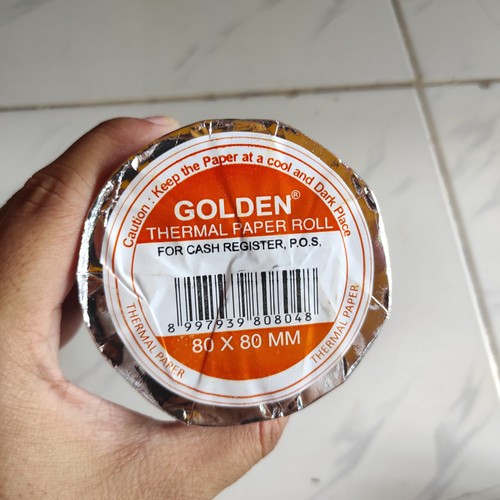 Caution : Keep the Paper at a cool and Dark Place
GOLDEN®
THERMAL PAPER ROLL
FOR CASH REGISTER, P.O.S,
8 997939 808048
80 X 80 MM
THERMAL PAPER
THERMAL PAPER